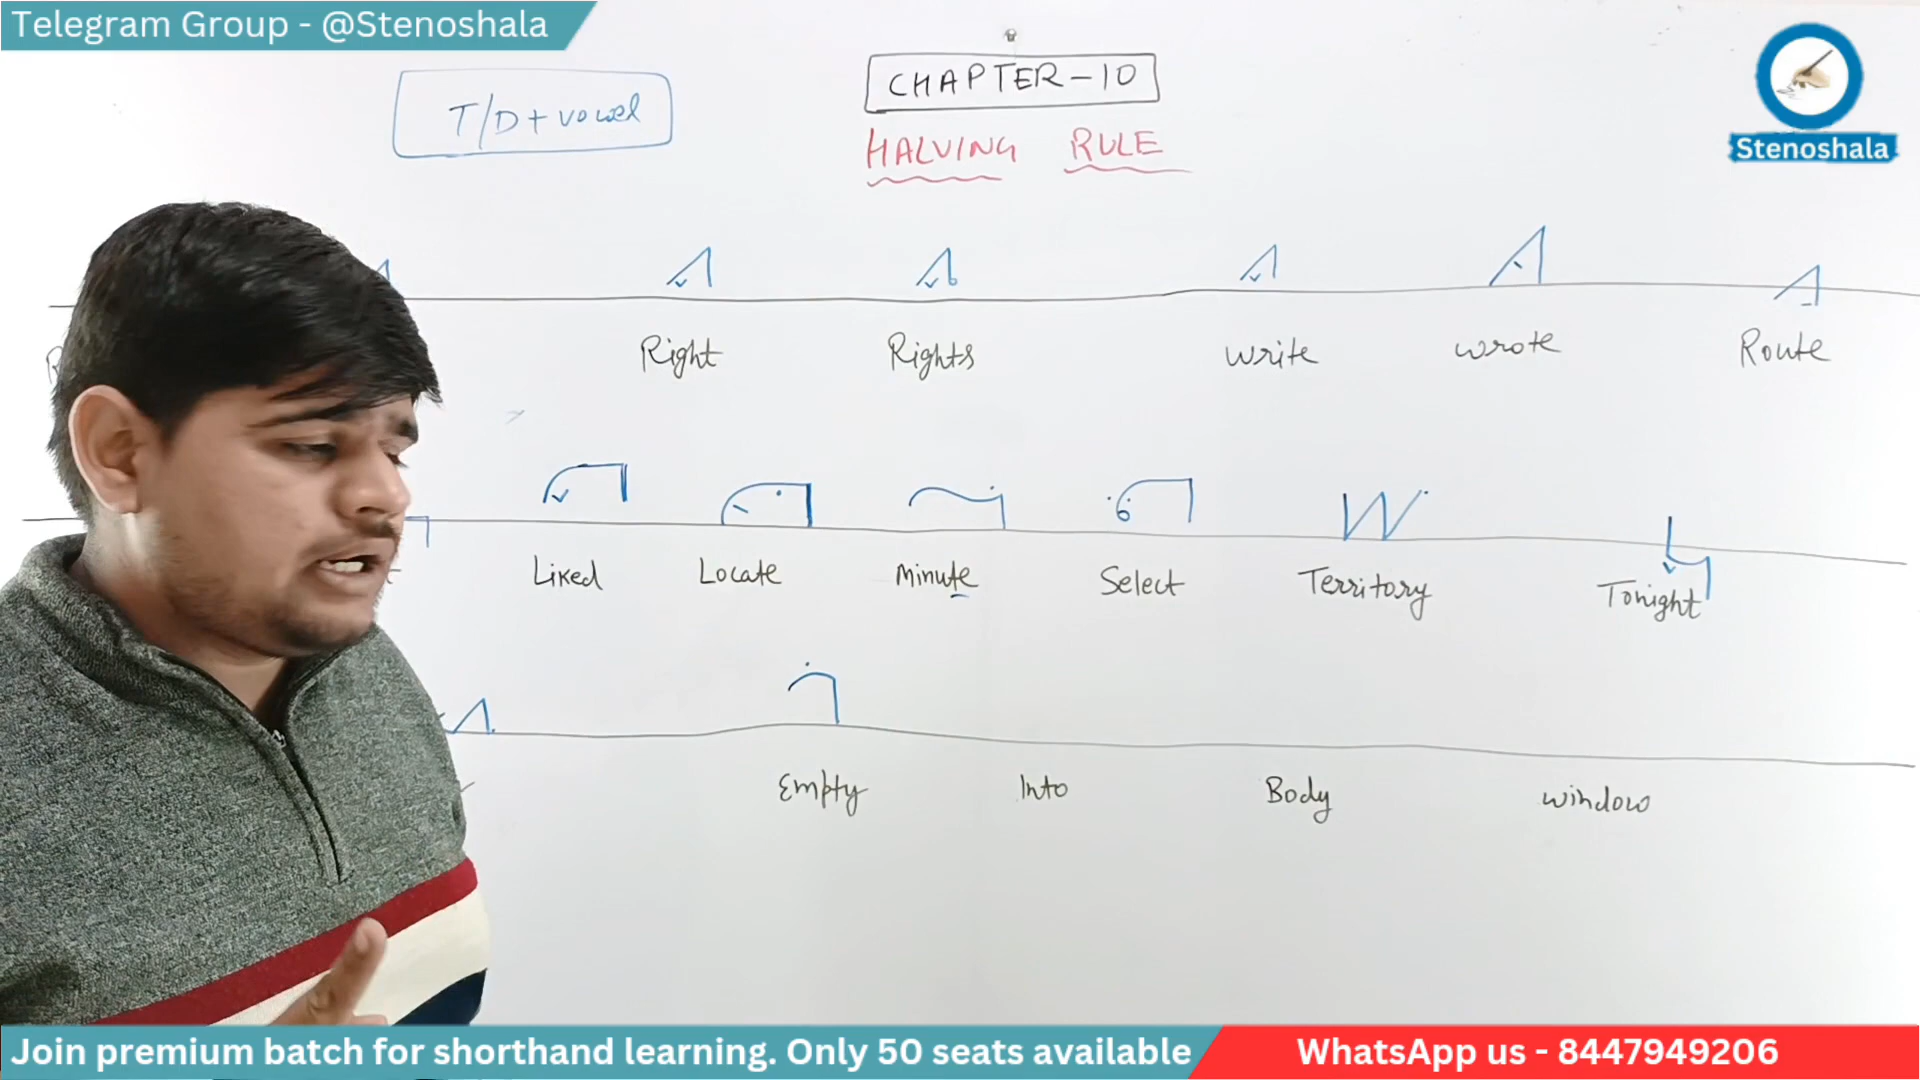 Telegram Group - @Stenoshala
T/D + vowel
CHAPTER-10
HALVING RULE
Stenoshala
Right Rights Write Wrote Route
Liked Locate Minute Select Territory Tonight
Empty Into Body Window
Join premium batch for shorthand learning. Only 50 seats available
WhatsApp us - 8447949206